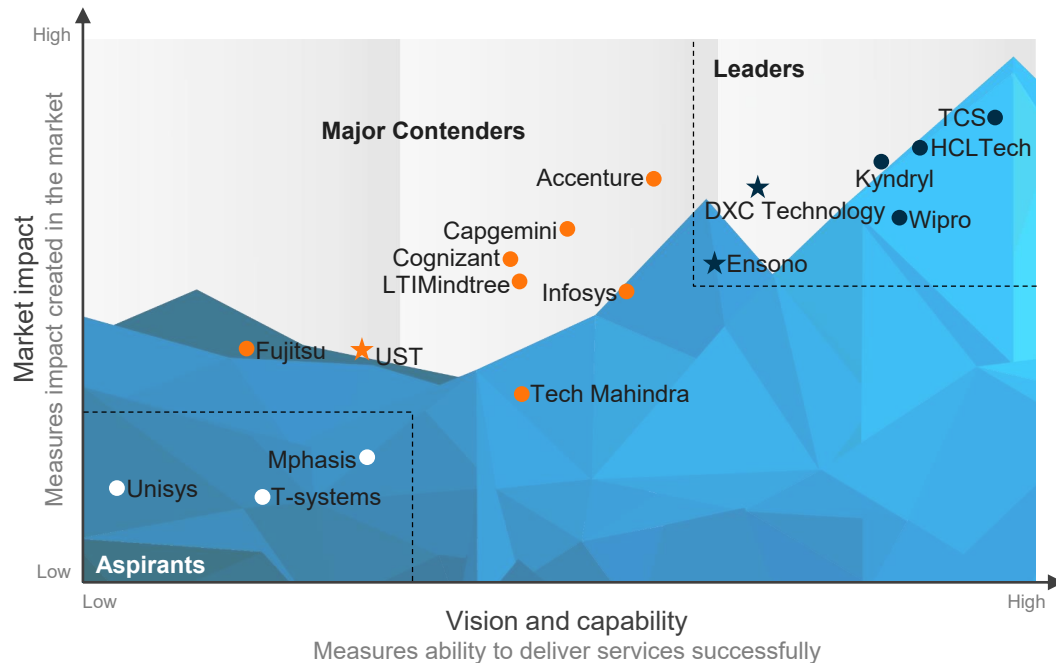 High
Leaders
Major Contenders
TCS
HCLTech
Kyndryl
Accenture
DXC Technology
Wipro
Capgemini
Cognizant
Ensono
LTIMindtree
Infosys
Fujitsu
UST
Tech Mahindra
Mphasis
Unisys
T-systems
Aspirants
Low
Market impact
Measures impact created in the market
Low
High
Vision and capability
Measures ability to deliver services successfully